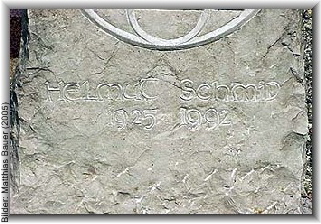 Helmut Schmid
1925 1992
Bilder: Matthias Bauer (2005)